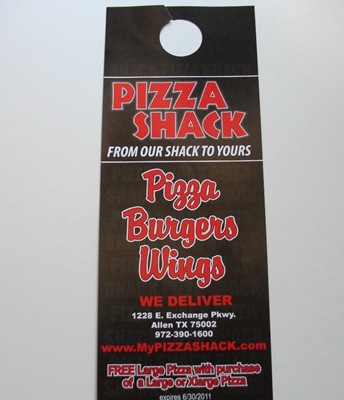 PIZZA
SHACK
FROM OUR SHACK TO YOURS
Pizza
Burgers
Wings
WE DELIVER
1228 E. Exchange Pkwy.
Allen TX 75002
972-390-1600
www.MyPIZZASHACK.com
FREE Large Pizza with purchase
of a Large or Xlarge Pizza
expires 6/30/2011